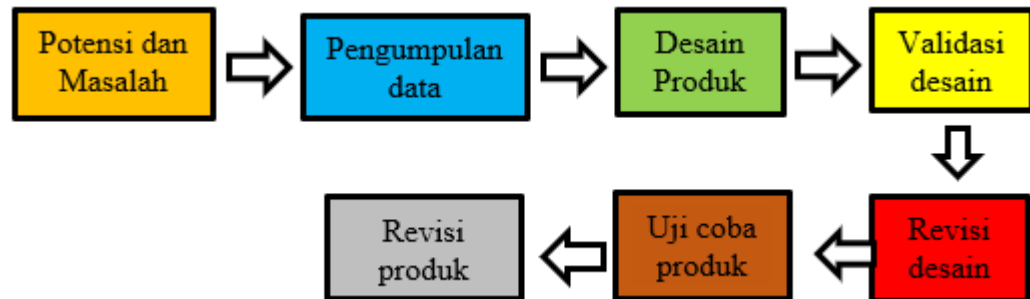 Potensi dan
Masalah
Pengumpulan
data
Desain
Produk
Validasi
desain
Revisi
desain
Uji coba
produk
Revisi
produk